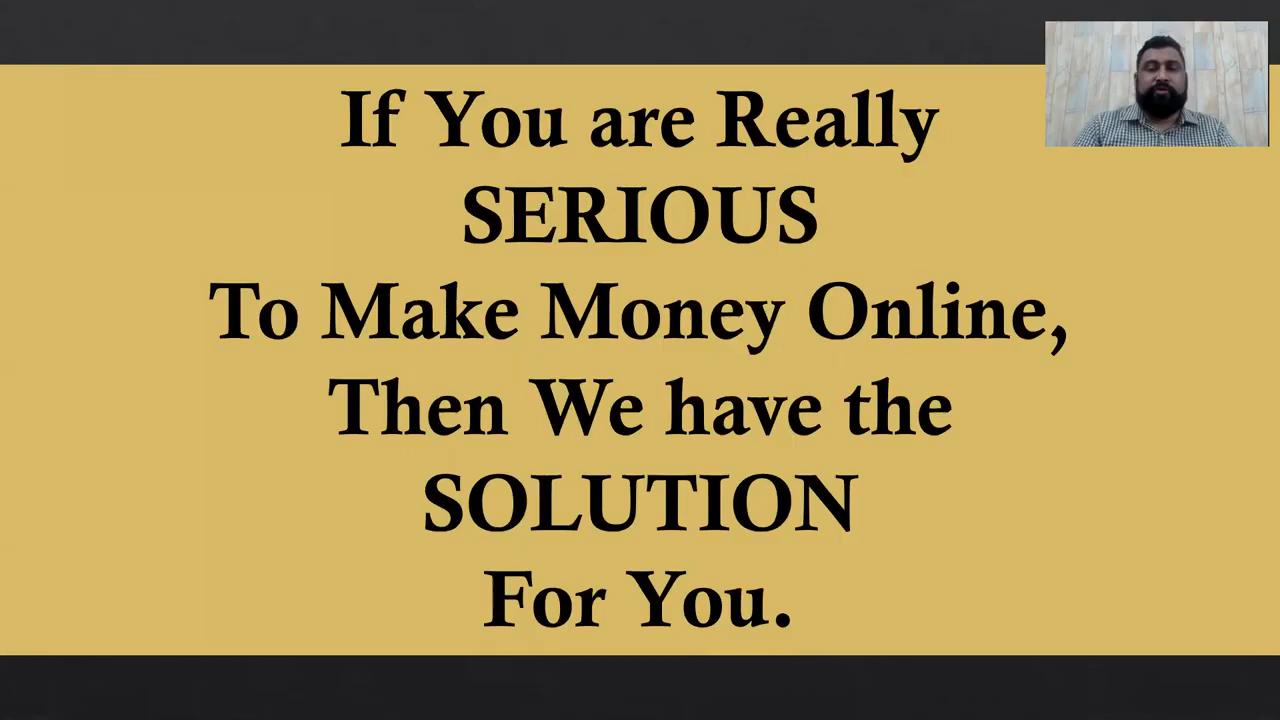 If You are Really
SERIOUS
To Make Money Online,
Then We have the
SOLUTION
For You.